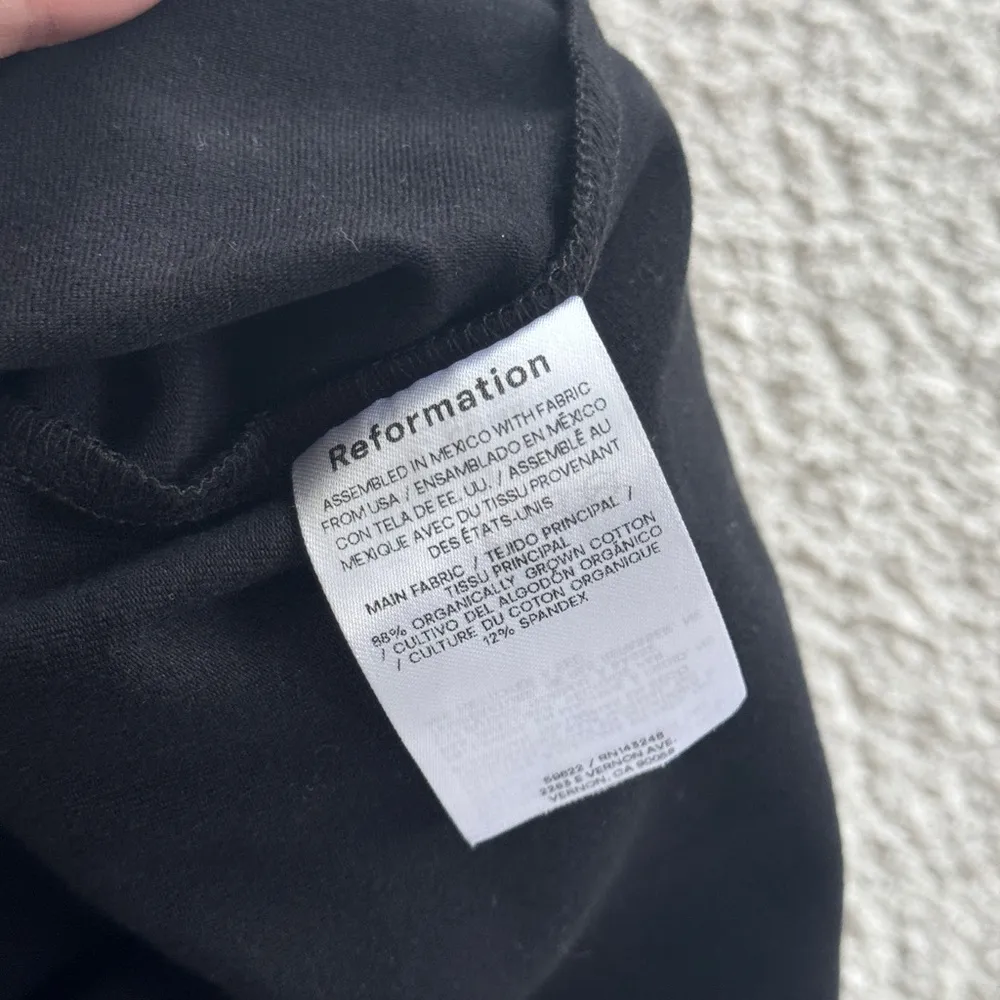 Reformation
ASSEMBLED IN MEXICO WITH FABRIC
FROM USA / ENSAMBLADO EN MÉXICO
CON TELA DE EE. UU. / ASSEMBLÉ AU
MEXIQUE AVEC DU TISSU PROVENANT
DES ÉTATS-UNIS
MAIN FABRIC / TEJIDO PRINCIPAL /
TISSU PRINCIPAL
88% ORGANICALLY GROWN COTTON
/ CULTIVO DEL ALGODÓN ORGÁNICO
/ CULTURE DU COTON ORGANIQUE
12% SPANDEX
59822 / RN143248
2263 E VERNON AVE.
VERNON, CA 90058